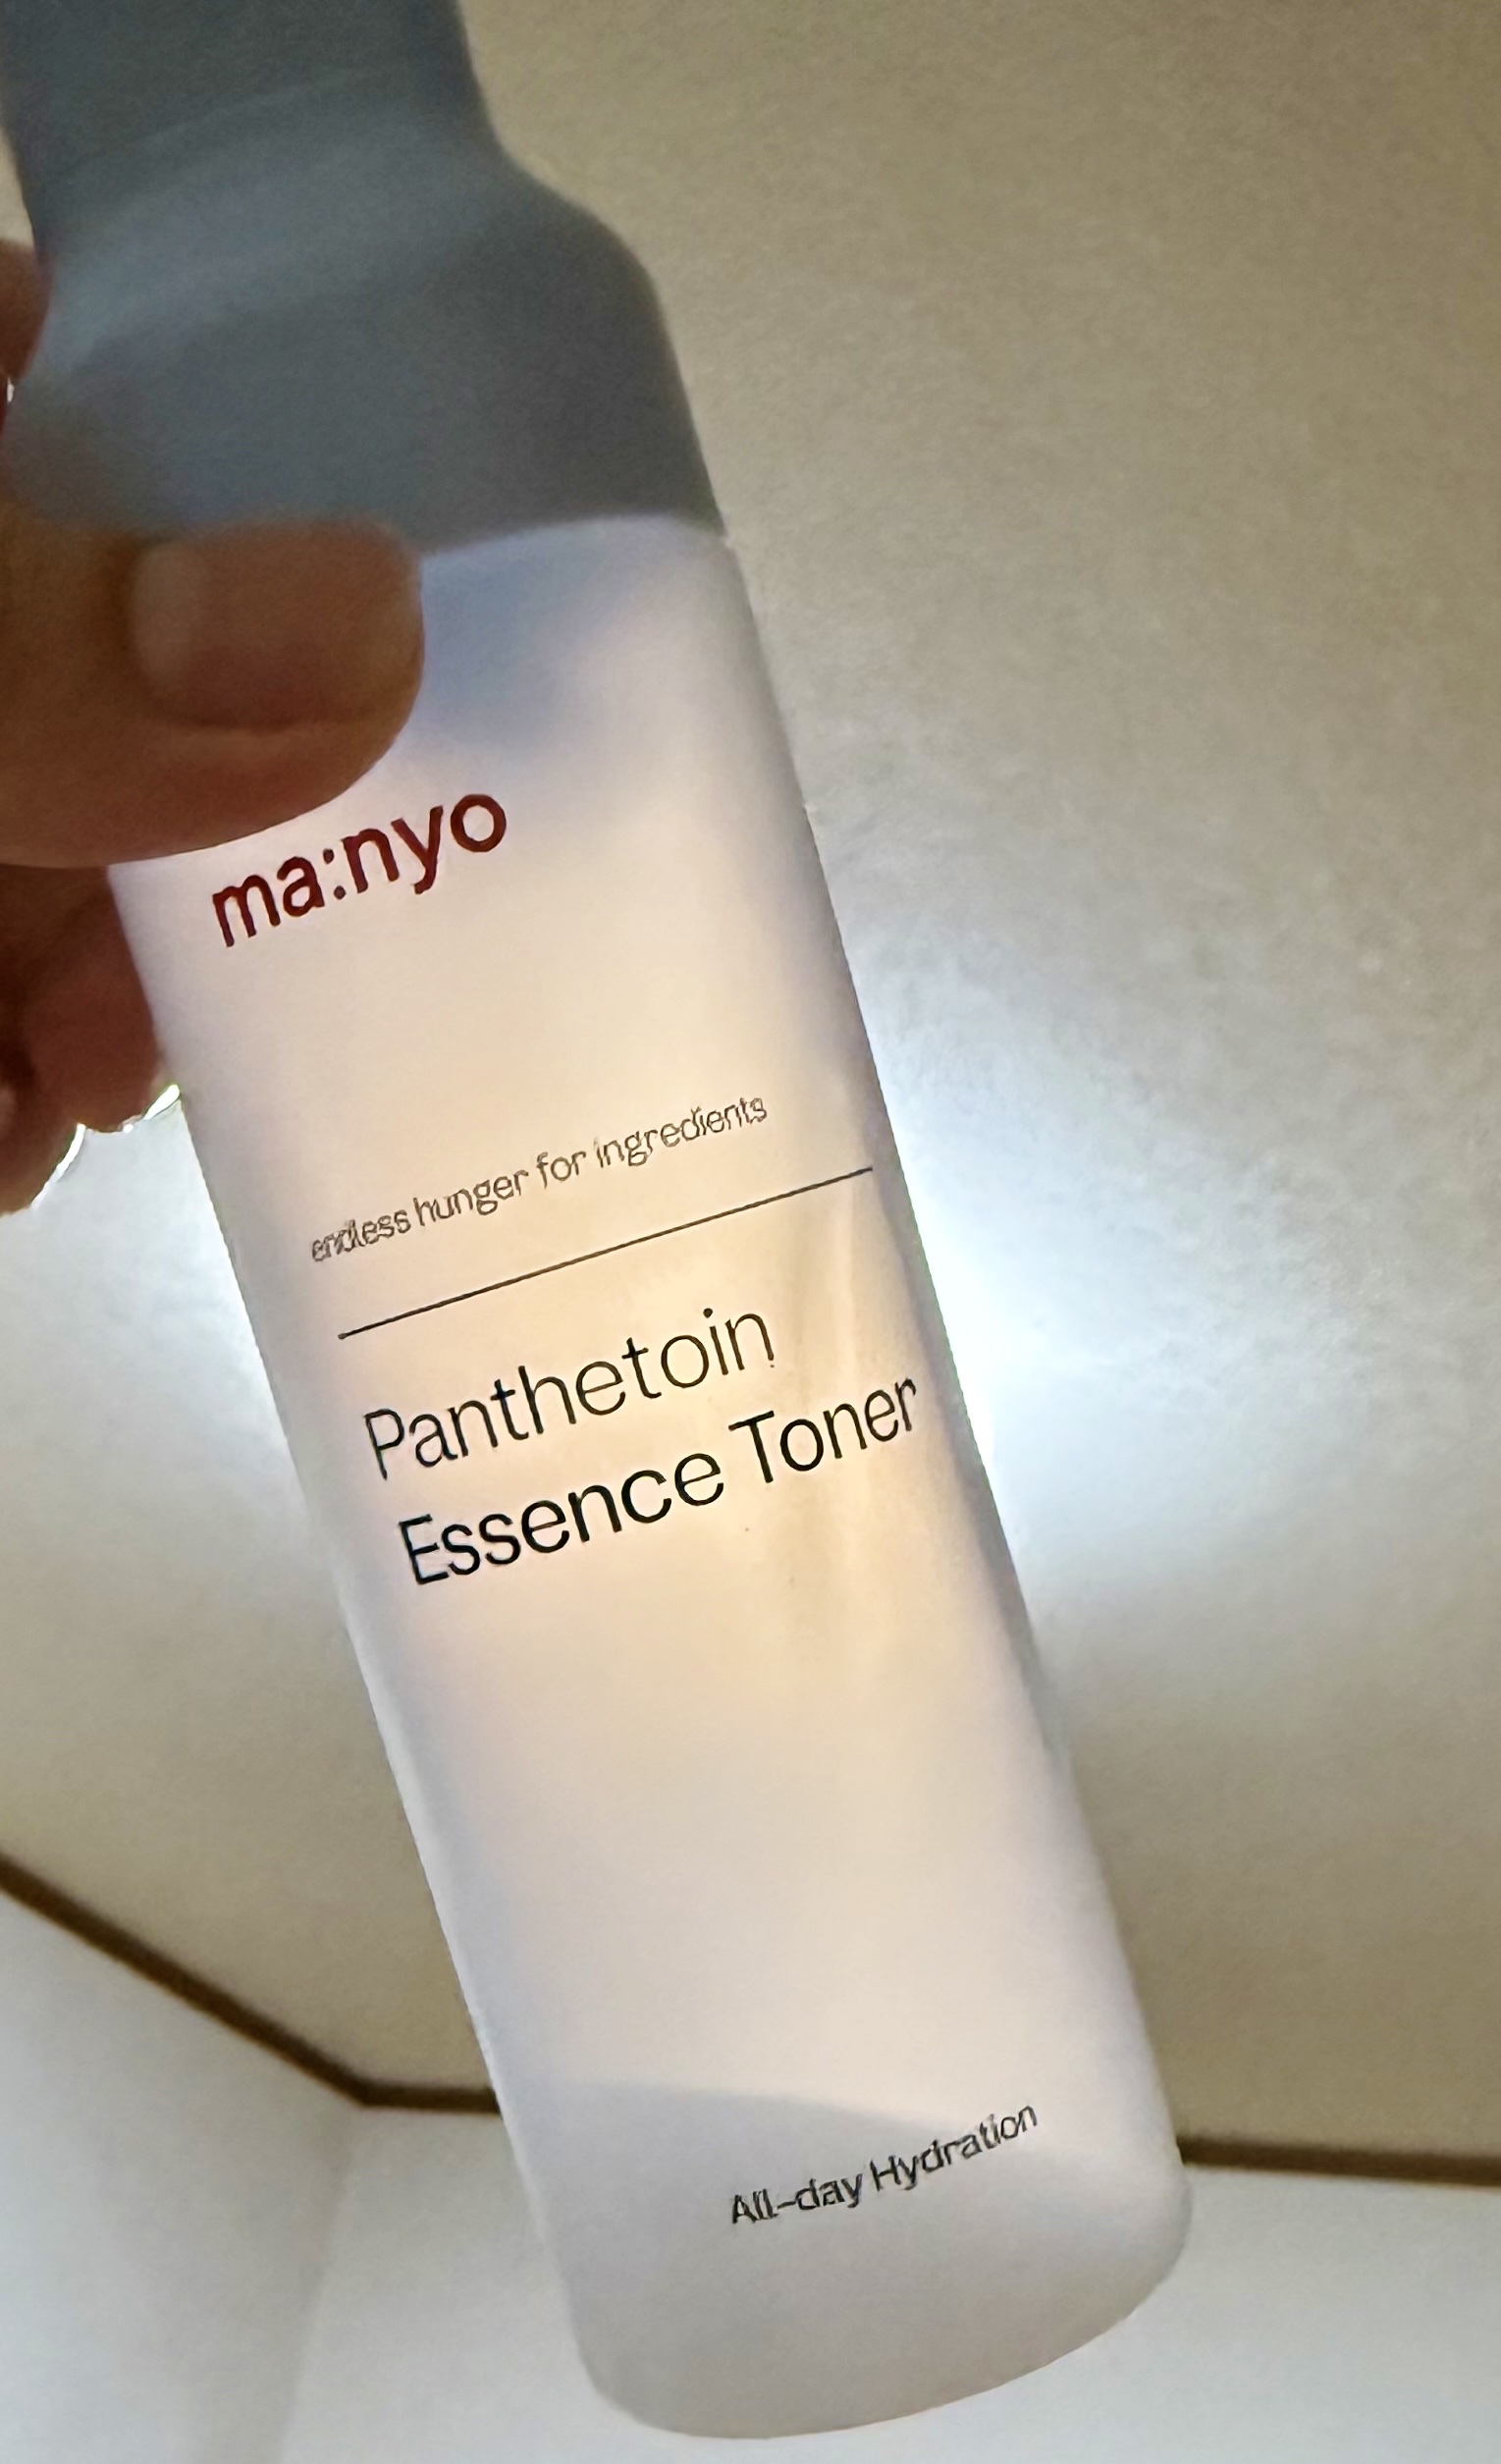 ma:nyo
endless hunger for ingredients
Panthetoin
Essence Toner
All-day Hydration